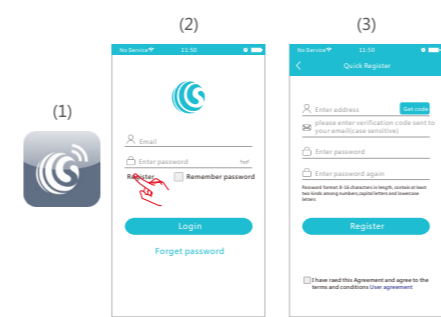 (1)
(2)
No Service 11:50
Email
Enter password
Register Remember password
Login
Forget password
(3)
No Service 11:50
Quick Register
Enter address Get code
please enter verification code sent to
your email(case sensitive)
Enter password
Enter password again
Password format: 8-16 characters in length, contain at least
two kinds among numbers,capital letters and lowercase
letters
Register
I have raed this Agreement and agree to the
terms and conditions User agreement